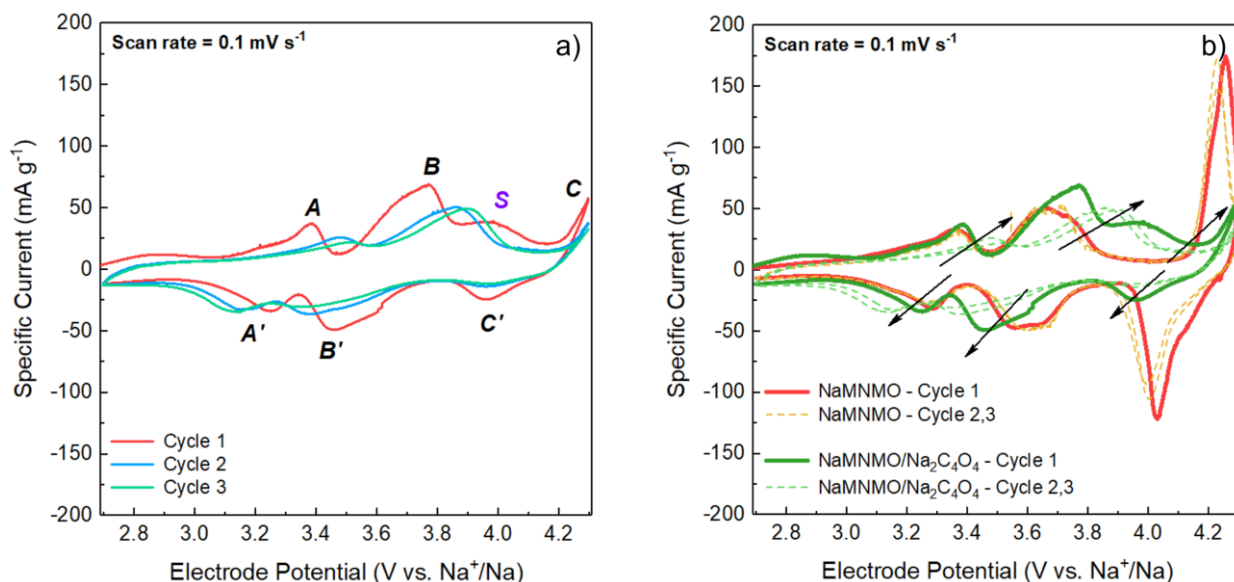 a)
Scan rate = 0.1 mV s⁻¹
Specific Current (mA g⁻¹)
200
150
100
50
0
-50
-100
-150
-200
A
B
S
C
A'
B'
C'
Cycle 1
Cycle 2
Cycle 3
3.0 3.2 3.4 3.6 3.8 4.0 4.2
Electrode Potential (V vs. Na⁺/Na)
b)
Scan rate = 0.1 mV s⁻¹
Specific Current (mA g⁻¹)
200
150
100
50
0
-50
-100
-150
-200
NaMNMO - Cycle 1
NaMNMO - Cycle 2,3
NaMNMO/Na₂C₄O₄ - Cycle 1
NaMNMO/Na₂C₄O₄ - Cycle 2,3
2.8 3.0 3.2 3.4 3.6 3.8 4.0 4.2
Electrode Potential (V vs. Na⁺/Na)